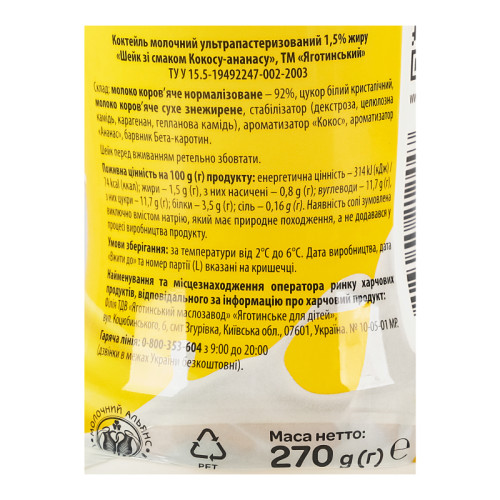 Коктейль молочний ультрапастеризований 1,5% жиру
«Шейк зі смаком Кокосу-ананасу», ТМ «Яготинський»
ТУ У 15.5-19492247-002-2003
Склад: молоко коров'яче нормалізоване – 92%, цукор білий кристалічний,
молоко коров'яче сухе знежирене, стабілізатор (декстроза, целюлозна
камідь, карагенан, гелланова камідь), ароматизатор «Кокос», ароматизатор
«Ананас», барвник Бета-каротин.
Шейк перед вживанням ретельно збовтати.
Поживна цінність на 100 g (г) продукту: енергетична цінність – 314 kJ (кДж)/
74 kcal (ккал); жири – 1,5 g (г), з них насичені – 0,8 g (г); вуглеводи – 11,7 g (г),
з них цукри – 11,7 g (г); білки – 3,5 g (г); сіль – 0,16 g (г). Наявність солі зумовлена
виключно вмістом натрію, який має природне походження, а не додавався у
процесі виробництва продукту.
Умови зберігання: за температури від 2°C до 6°C. Дата виробництва, дата
«Вжити до» та номер партії (L) вказані на кришечці.
Найменування та місцезнаходження оператора ринку харчових
продуктів, відповідального за інформацію про харчовий продукт:
Філія ТДВ «Яготинський маслозавод» «Яготинське для дітей»,
вул. Коцюбинського, 6, смт Згурівка, Київська обл., 07601, Україна. № 10-05-01 МР.
Гаряча лінія: 0-800-353-604 з 9:00 до 20:00
(дзвінки в межах України безкоштовні).
МОЛОЧНИЙ АЛЬЯНС
PET
Маса нетто:
270 g (г) e